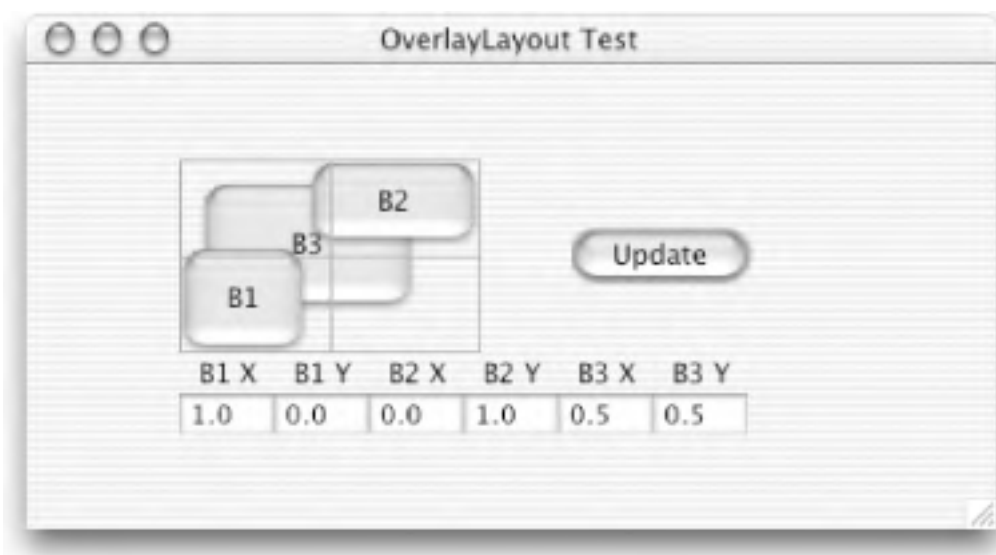 OverlayLayout Test
B2
B3
Update
B1
B1 X B1 Y B2 X B2 Y B3 X B3 Y
1.0 0.0 0.0 1.0 0.5 0.5